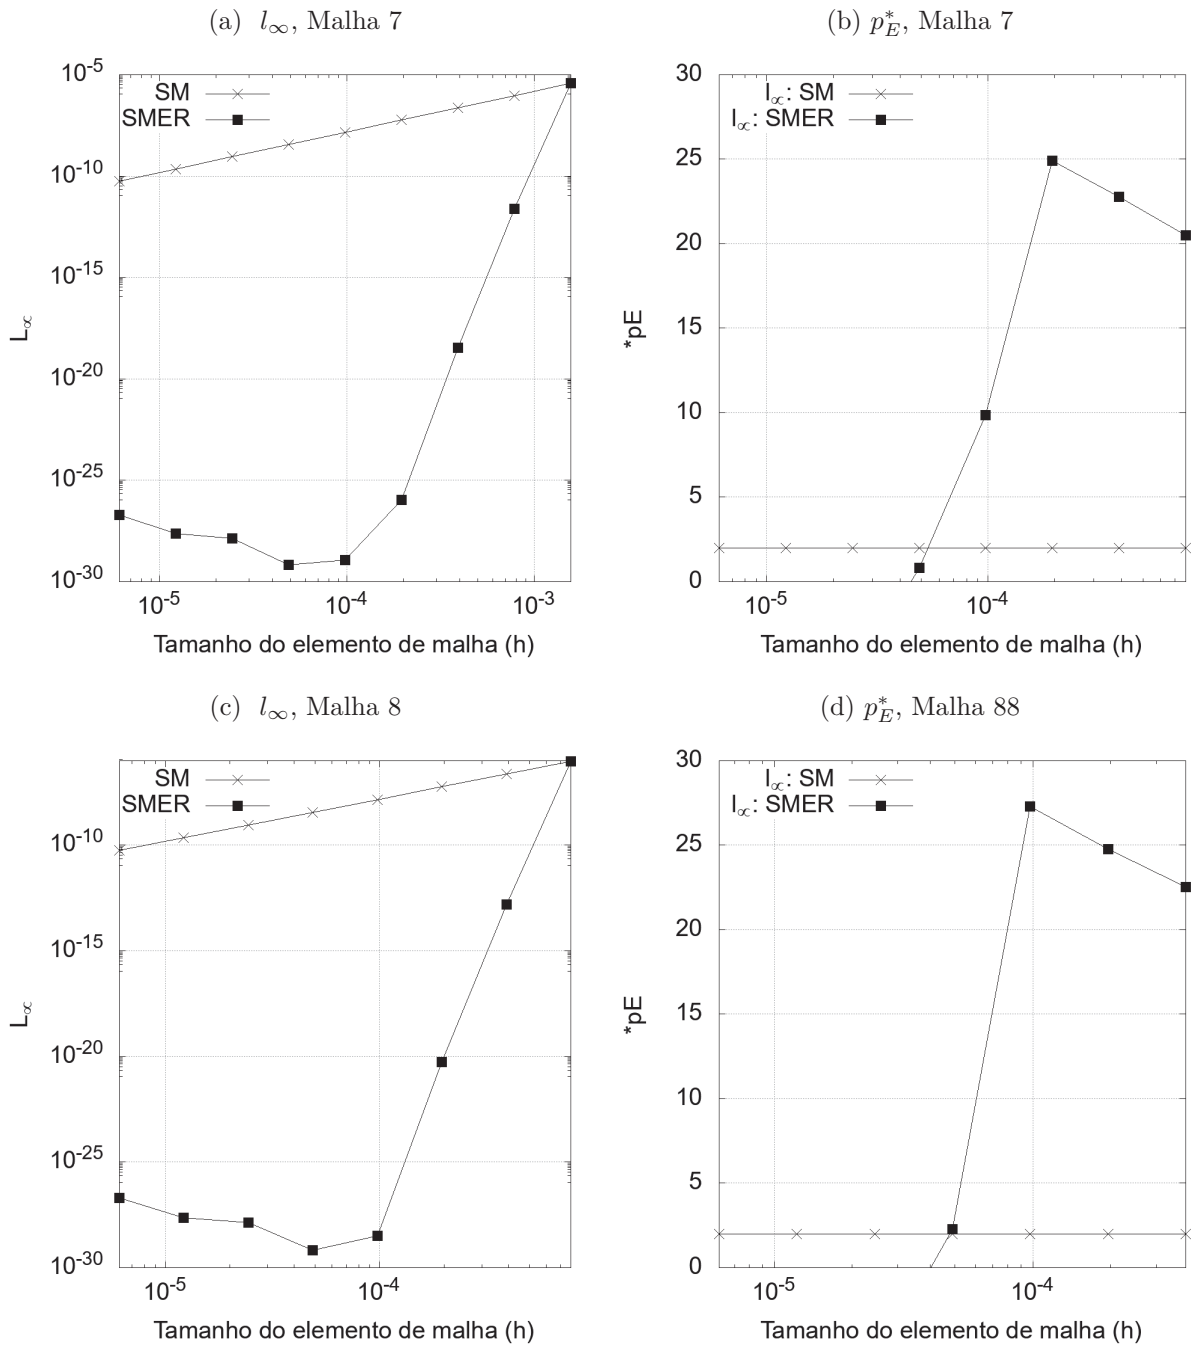 (a) l∞, Malha 7
10^-5
10^-10
10^-15
10^-20
10^-25
10^-30
L∝
SM
SMER
10^-5 10^-4 10^-3
Tamanho do elemento de malha (h)
(b) p*E, Malha 7
30
25
20
15
10
5
0
*pE
l∝: SM
l∝: SMER
10^-5 10^-4
Tamanho do elemento de malha (h)
(c) l∞, Malha 8
10^-10
10^-15
10^-20
10^-25
10^-30
L∝
SM
SMER
10^-5 10^-4
Tamanho do elemento de malha (h)
(d) p*E, Malha 88
30
25
20
15
10
5
0
*pE
l∝: SM
l∝: SMER
10^-5 10^-4
Tamanho do elemento de malha (h)